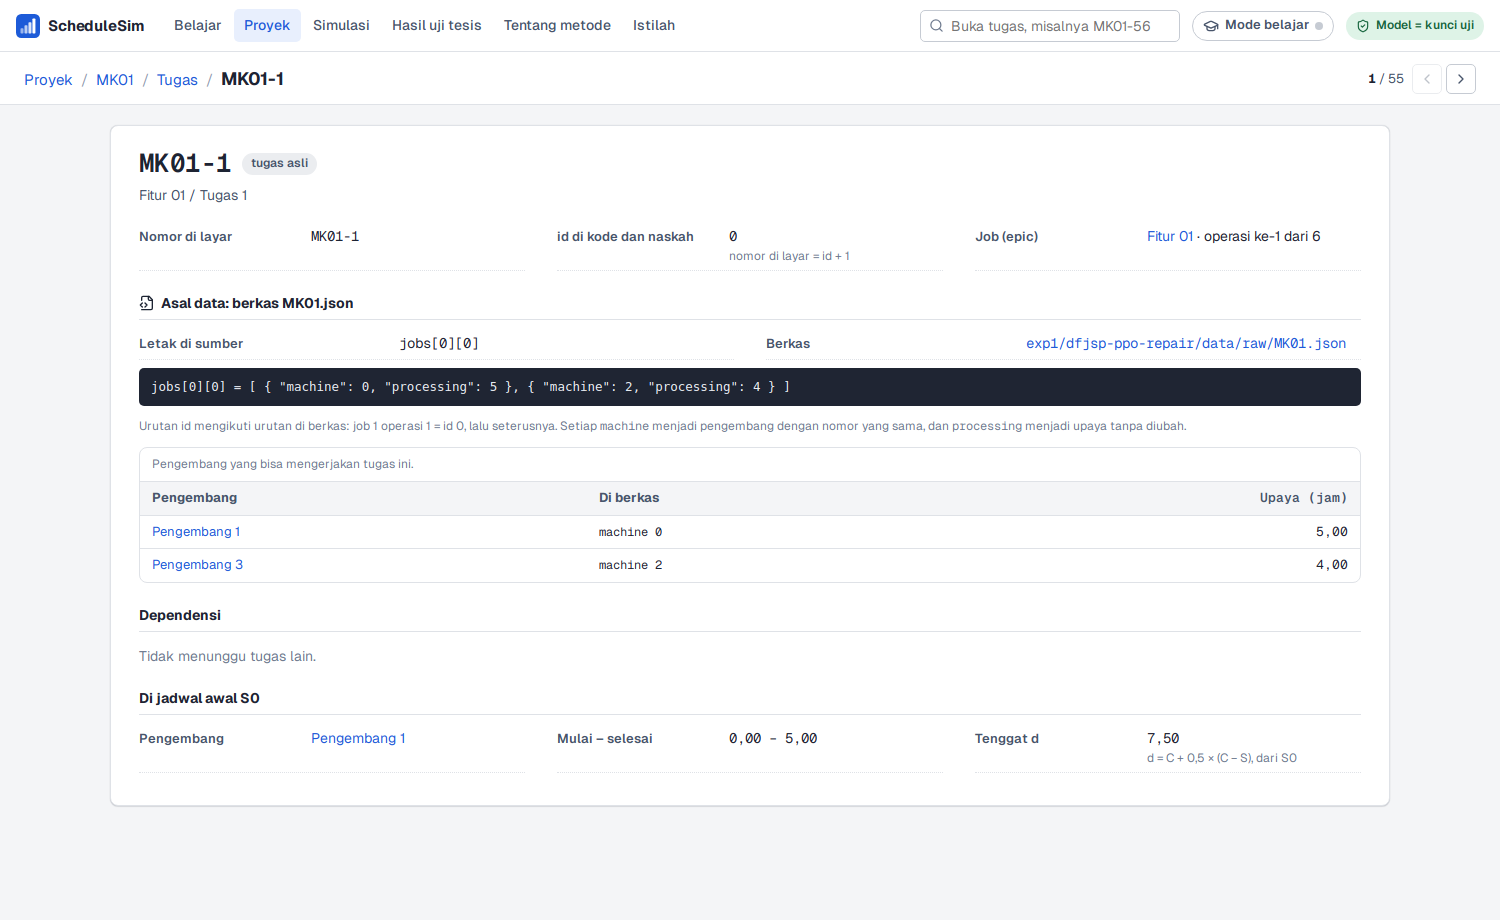 ScheduleSim Belajar Proyek Simulasi Hasil uji tesis Tentang metode Istilah Buka tugas, misalnya MK01-56 Mode belajar Model = kunci uji
Proyek / MK01 / Tugas / MK01-1 1 / 55
MK01-1 tugas asli
Fitur 01 / Tugas 1
Nomor di layar MK01-1 id di kode dan naskah 0 Job (epic) Fitur 01 · operasi ke-1 dari 6
nomor di layar = id + 1
Asal data: berkas MK01.json
Letak di sumber jobs[0][0] Berkas exp1/dfjsp-ppo-repair/data/raw/MK01.json
jobs[0][0] = [ { "machine": 0, "processing": 5 }, { "machine": 2, "processing": 4 } ]
Urutan id mengikuti urutan di berkas: job 1 operasi 1 = id 0, lalu seterusnya. Setiap machine menjadi pengembang dengan nomor yang sama, dan processing menjadi upaya tanpa diubah.
Pengembang yang bisa mengerjakan tugas ini.
Pengembang Di berkas Upaya (jam)
Pengembang 1 machine 0 5,00
Pengembang 3 machine 2 4,00
Dependensi
Tidak menunggu tugas lain.
Di jadwal awal S0
Pengembang Pengembang 1 Mulai – selesai 0,00 – 5,00 Tenggat d 7,50
d = C + 0,5 × (C – S), dari S0